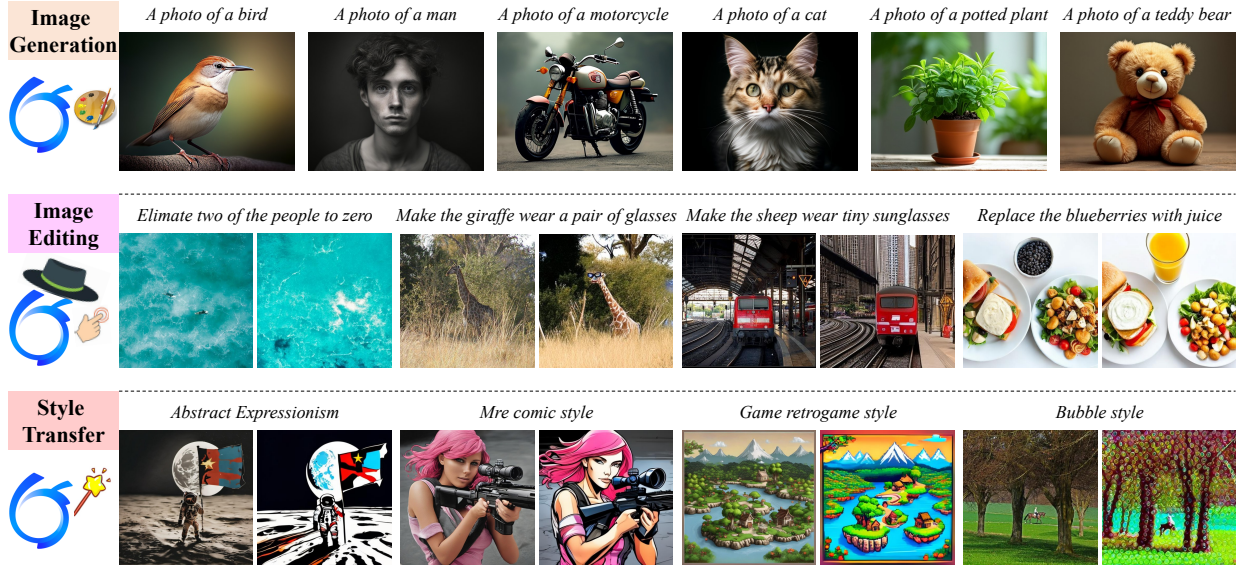 Image
Generation
A photo of a bird
A photo of a man
A photo of a motorcycle
A photo of a cat
A photo of a potted plant
A photo of a teddy bear
Image
Editing
Elimate two of the people to zero
Make the giraffe wear a pair of glasses
Make the sheep wear tiny sunglasses
Replace the blueberries with juice
Style
Transfer
Abstract Expressionism
Mre comic style
Game retrogame style
Bubble style